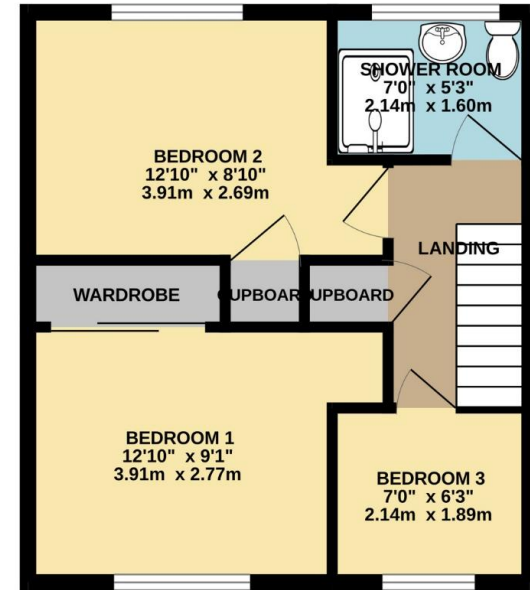 SHOWER ROOM
7'0" x 5'3"
2.14m x 1.60m
BEDROOM 2
12'10" x 8'10"
3.91m x 2.69m
LANDING
WARDROBE
CUPBOARD
CUPBOARD
BEDROOM 1
12'10" x 9'1"
3.91m x 2.77m
BEDROOM 3
7'0" x 6'3"
2.14m x 1.89m